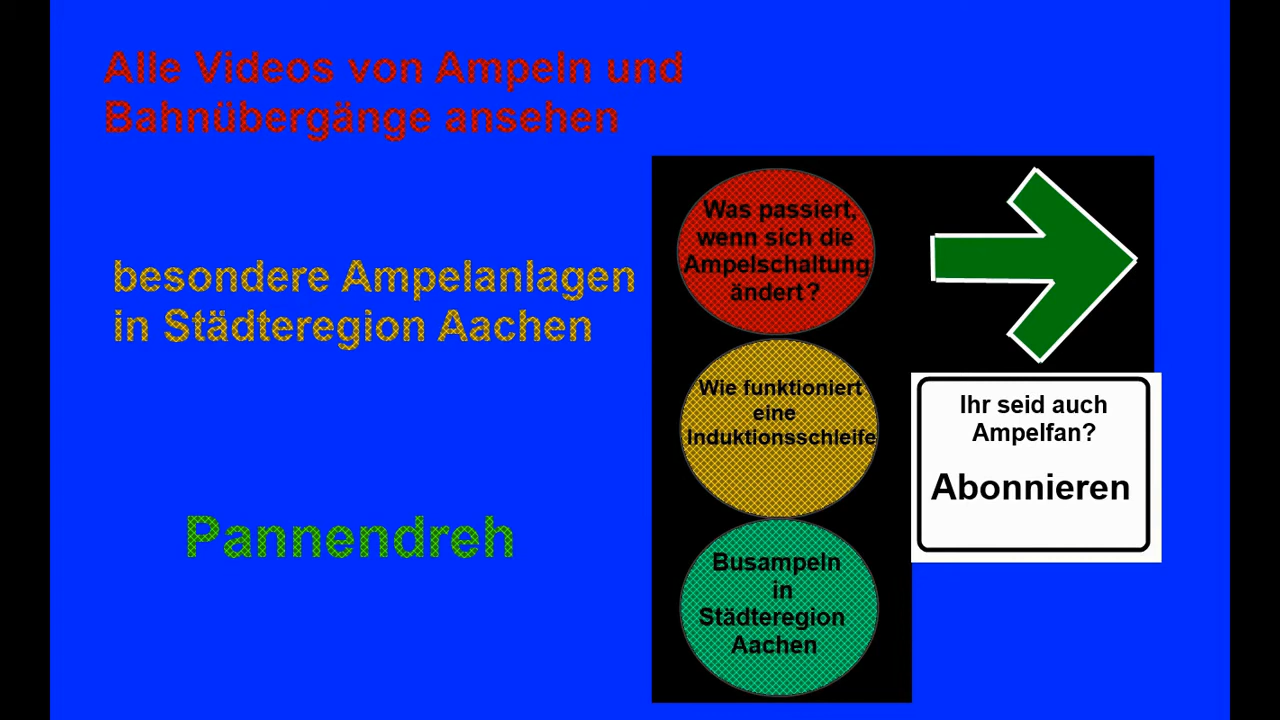 Alle Videos von Ampeln und
Bahnübergänge ansehen
besondere Ampelanlagen
in Städteregion Aachen
Pannendreh
Was passiert,
wenn sich die
Ampelschaltung
ändert?
Wie funktioniert
eine
Induktionsschleife
Busampeln
in
Städteregion
Aachen
Ihr seid auch
Ampelfan?
Abonnieren